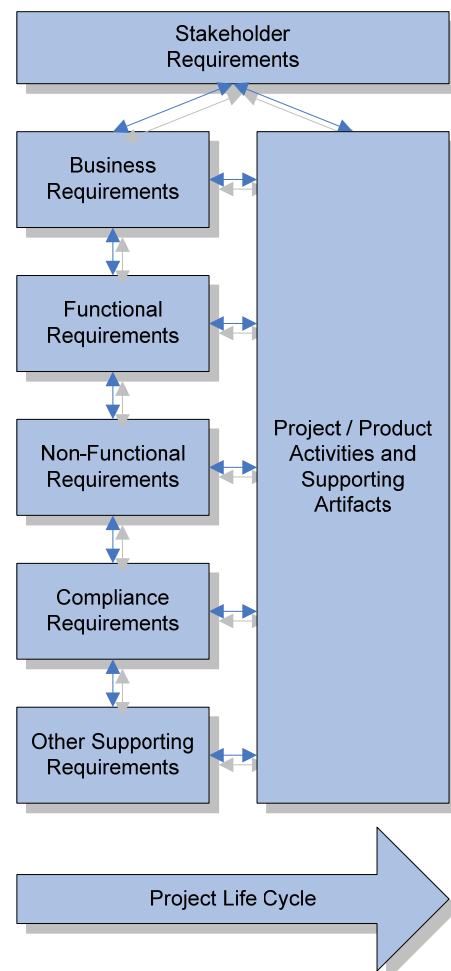 Stakeholder
Requirements
Business
Requirements
Functional
Requirements
Non-Functional
Requirements
Project / Product
Activities and
Supporting
Artifacts
Compliance
Requirements
Other Supporting
Requirements
Project Life Cycle